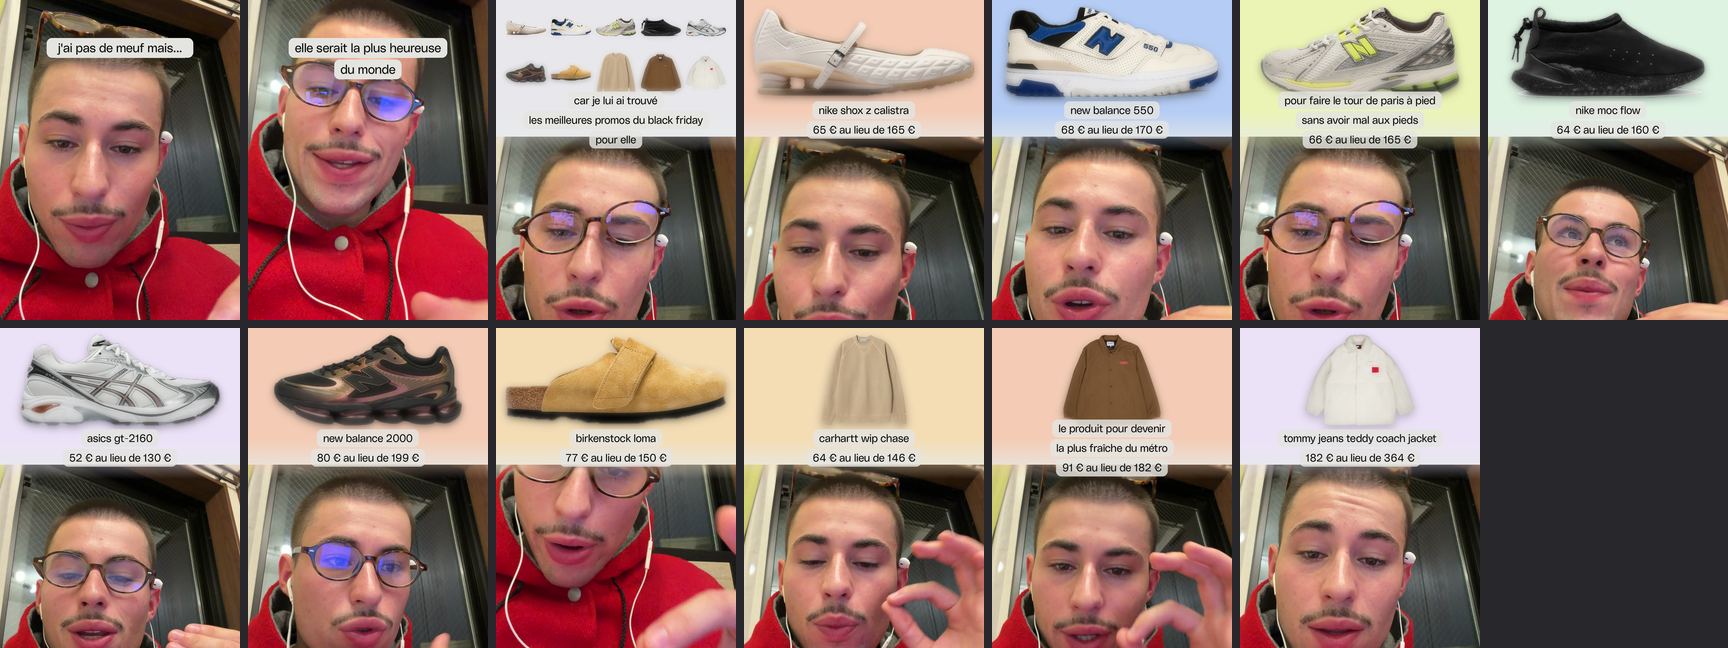 j'ai pas de meuf mais...
elle serait la plus heureuse
du monde
car je lui ai trouvé
les meilleures promos du black friday
pour elle
nike shox z calistra
65 € au lieu de 165 €
550
new balance 550
68 € au lieu de 170 €
pour faire le tour de paris à pied
sans avoir mal aux pieds
66 € au lieu de 165 €
nike moc flow
64 € au lieu de 160 €
asics gt-2160
52 € au lieu de 130 €
new balance 2000
80 € au lieu de 199 €
birkenstock loma
77 € au lieu de 150 €
carhartt wip chase
64 € au lieu de 146 €
le produit pour devenir
la plus fraîche du métro
91 € au lieu de 182 €
tommy jeans teddy coach jacket
182 € au lieu de 364 €